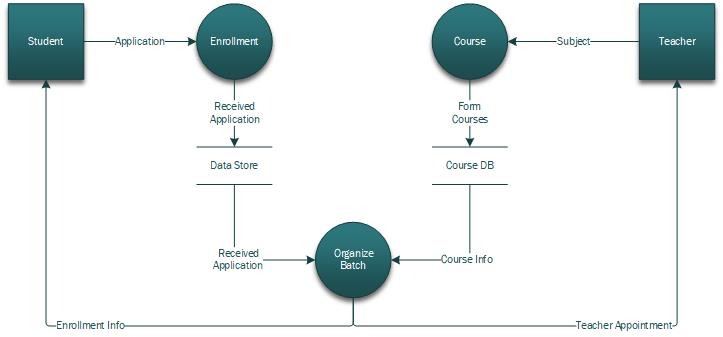 Student
Application
Enrollment
Course
Subject
Teacher
Received
Application
Form
Courses
Data Store
Course DB
Received
Application
Organize
Batch
Course Info
Enrollment Info
Teacher Appointment